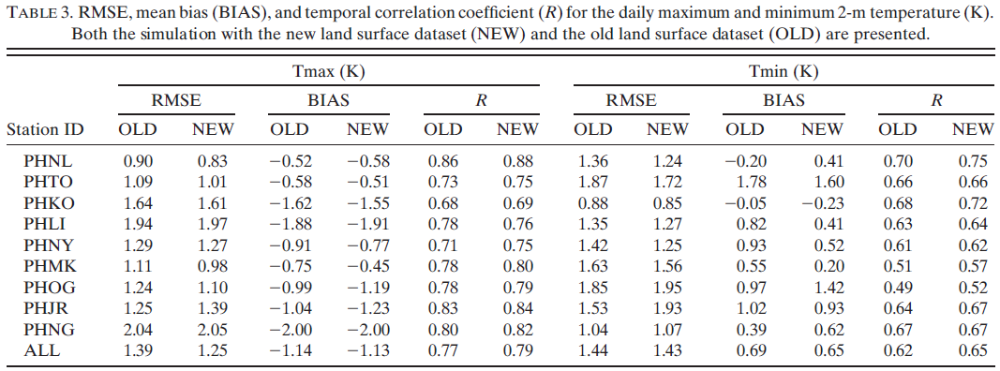 TABLE 3. RMSE, mean bias (BIAS), and temporal correlation coefficient (R) for the daily maximum and minimum 2-m temperature (K).
Both the simulation with the new land surface dataset (NEW) and the old land surface dataset (OLD) are presented.
Tmax (K) Tmin (K)
RMSE BIAS R RMSE BIAS R
Station ID OLD NEW OLD NEW OLD NEW OLD NEW OLD NEW OLD NEW
PHNL 0.90 0.83 −0.52 −0.58 0.86 0.88 1.36 1.24 −0.20 0.41 0.70 0.75
PHTO 1.09 1.01 −0.58 −0.51 0.73 0.75 1.87 1.72 1.78 1.60 0.66 0.66
PHKO 1.64 1.61 −1.62 −1.55 0.68 0.69 0.88 0.85 −0.05 −0.23 0.68 0.72
PHLI 1.94 1.97 −1.88 −1.91 0.78 0.76 1.35 1.27 0.82 0.41 0.63 0.64
PHNY 1.29 1.27 −0.91 −0.77 0.71 0.75 1.42 1.25 0.93 0.52 0.61 0.62
PHMK 1.11 0.98 −0.75 −0.45 0.78 0.80 1.63 1.56 0.55 0.20 0.51 0.57
PHOG 1.24 1.10 −0.99 −1.19 0.78 0.79 1.85 1.95 0.97 1.42 0.49 0.52
PHJR 1.25 1.39 −1.04 −1.23 0.83 0.84 1.53 1.93 1.02 0.93 0.64 0.67
PHNG 2.04 2.05 −2.00 −2.00 0.80 0.82 1.04 1.07 0.39 0.62 0.67 0.67
ALL 1.39 1.25 −1.14 −1.13 0.77 0.79 1.44 1.43 0.69 0.65 0.62 0.65